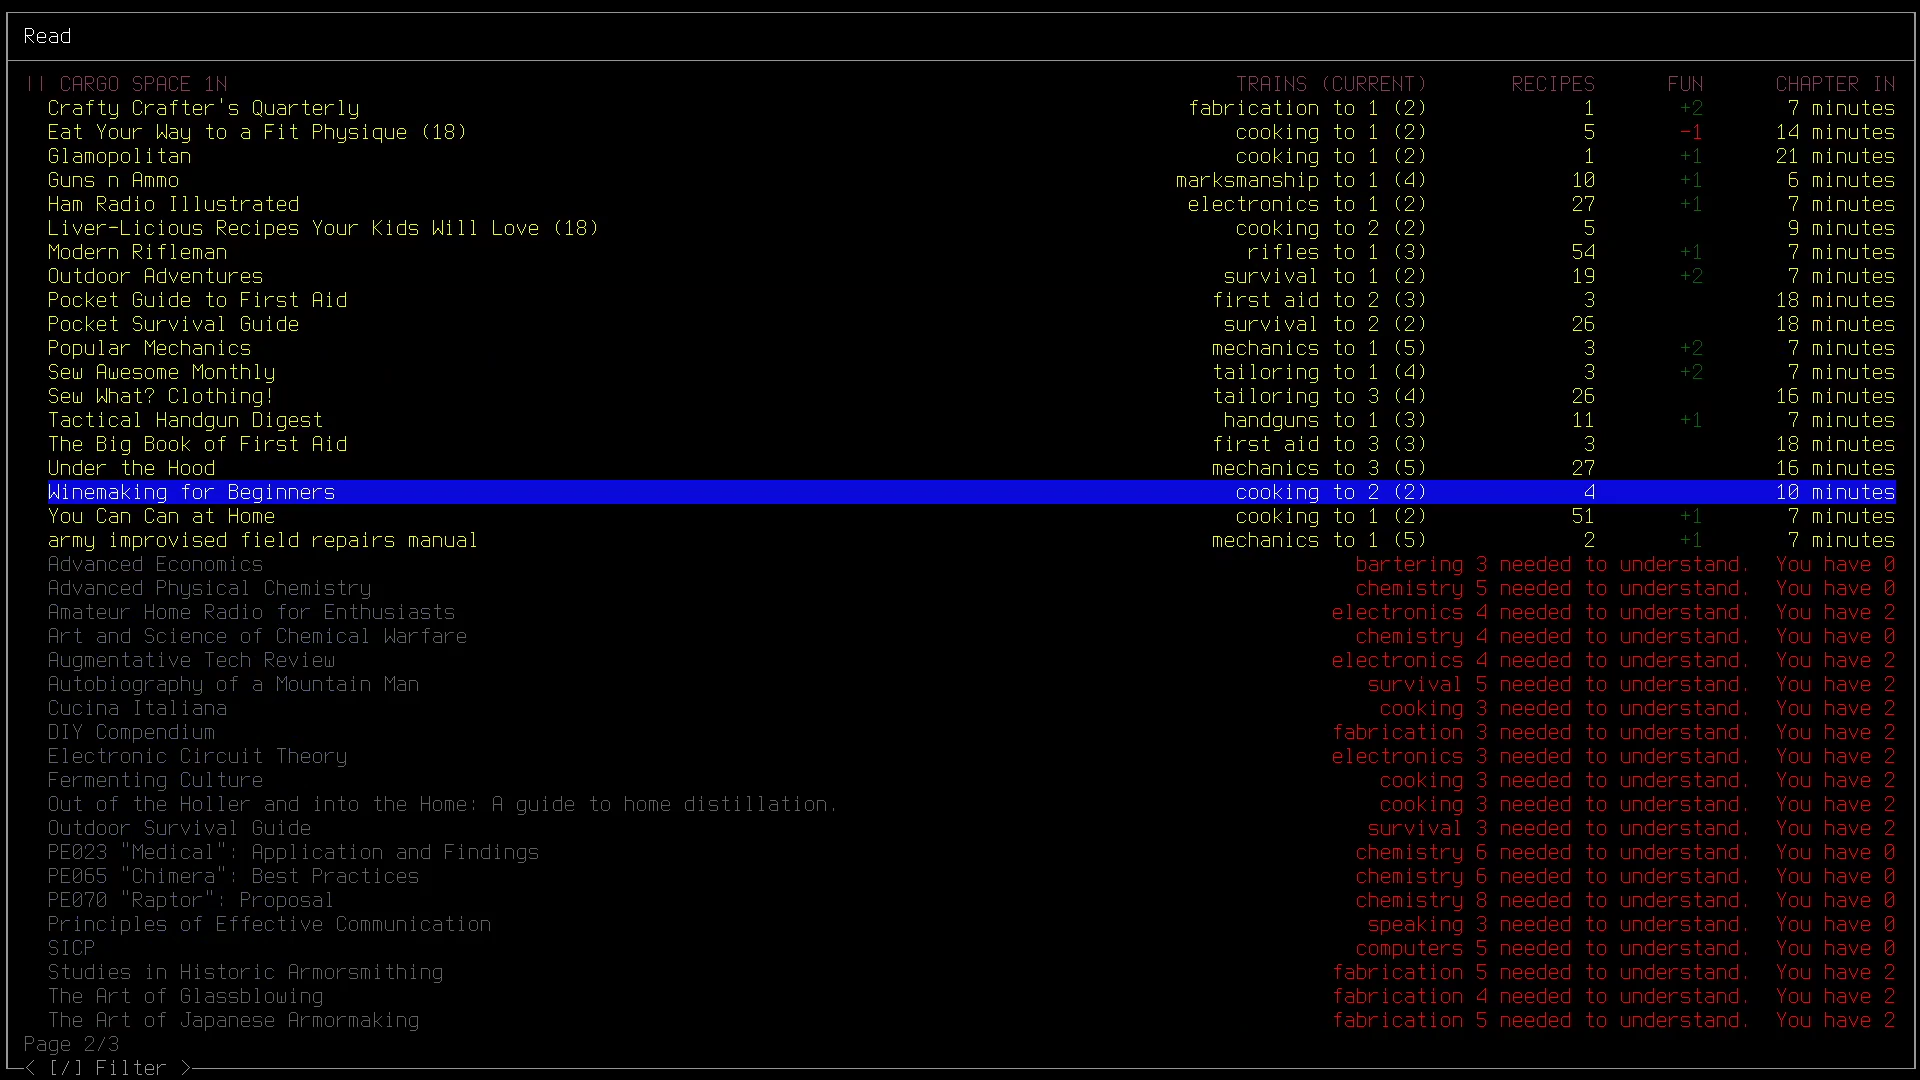 Read
|| CARGO SPACE 1N TRAINS (CURRENT) RECIPES FUN CHAPTER IN
Crafty Crafter's Quarterly fabrication to 1 (2) 1 +2 7 minutes
Eat Your Way to a Fit Physique (18) cooking to 1 (2) 5 -1 14 minutes
Glamopolitan cooking to 1 (2) 1 +1 21 minutes
Guns n Ammo marksmanship to 1 (4) 10 +1 6 minutes
Ham Radio Illustrated electronics to 1 (2) 27 +1 7 minutes
Liver-Licious Recipes Your Kids Will Love (18) cooking to 2 (2) 5 9 minutes
Modern Rifleman rifles to 1 (3) 54 +1 7 minutes
Outdoor Adventures survival to 1 (2) 19 +2 7 minutes
Pocket Guide to First Aid first aid to 2 (3) 3 18 minutes
Pocket Survival Guide survival to 2 (2) 26 18 minutes
Popular Mechanics mechanics to 1 (5) 3 +2 7 minutes
Sew Awesome Monthly tailoring to 1 (4) 3 +2 7 minutes
Sew What? Clothing! tailoring to 3 (4) 26 16 minutes
Tactical Handgun Digest handguns to 1 (3) 11 +1 7 minutes
The Big Book of First Aid first aid to 3 (3) 3 18 minutes
Under the Hood mechanics to 3 (5) 27 16 minutes
Winemaking for Beginners cooking to 2 (2) 4 10 minutes
You Can Can at Home cooking to 1 (2) 51 +1 7 minutes
army improvised field repairs manual mechanics to 1 (5) 2 +1 7 minutes
Advanced Economics bartering 3 needed to understand. You have 0
Advanced Physical Chemistry chemistry 5 needed to understand. You have 0
Amateur Home Radio for Enthusiasts electronics 4 needed to understand. You have 2
Art and Science of Chemical Warfare chemistry 4 needed to understand. You have 0
Augmentative Tech Review electronics 4 needed to understand. You have 2
Autobiography of a Mountain Man survival 5 needed to understand. You have 2
Cucina Italiana cooking 3 needed to understand. You have 2
DIY Compendium fabrication 3 needed to understand. You have 2
Electronic Circuit Theory electronics 3 needed to understand. You have 2
Fermenting Culture cooking 3 needed to understand. You have 2
Out of the Holler and into the Home: A guide to home distillation. cooking 3 needed to understand. You have 2
Outdoor Survival Guide survival 3 needed to understand. You have 2
PE023 "Medical": Application and Findings chemistry 6 needed to understand. You have 0
PE065 "Chimera": Best Practices chemistry 6 needed to understand. You have 0
PE070 "Raptor": Proposal chemistry 8 needed to understand. You have 0
Principles of Effective Communication speaking 3 needed to understand. You have 0
SICP computers 5 needed to understand. You have 0
Studies in Historic Armorsmithing fabrication 5 needed to understand. You have 2
The Art of Glassblowing fabrication 4 needed to understand. You have 2
The Art of Japanese Armormaking fabrication 5 needed to understand. You have 2
Page 2/3
< [/] Filter >